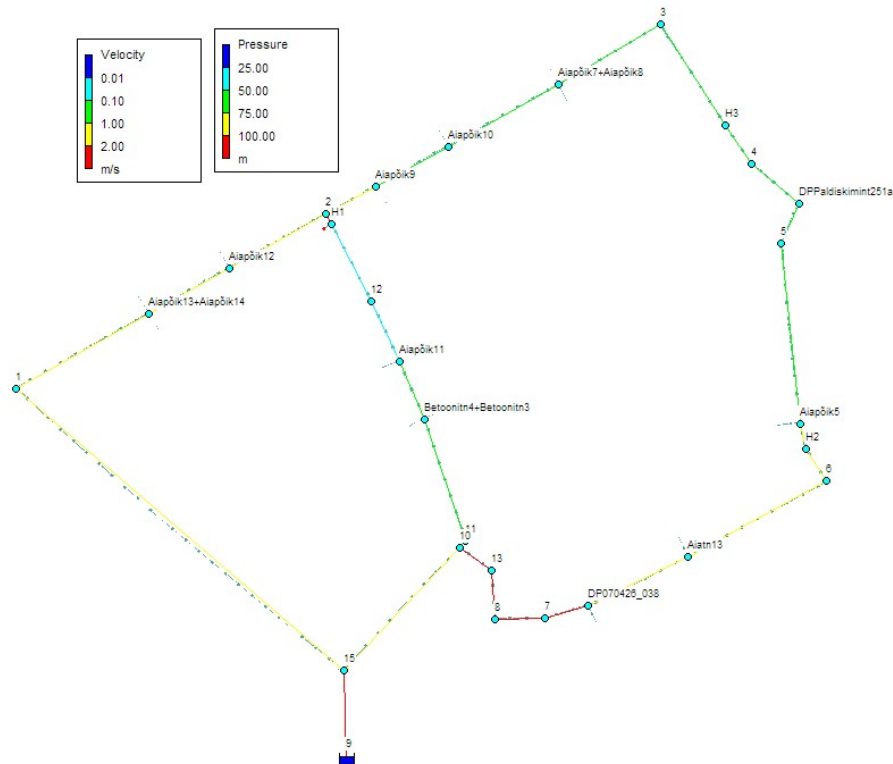 3
Velocity
0.01
0.10
1.00
2.00
m/s
Pressure
25.00
50.00
75.00
100.00
m
Aiapõik7+Aiapõik8
H3
Aiapõik10
4
Aiapõik9
DPPaldiskimint251a
2
H1
5
Aiapõik12
12
Aiapõik13+Aiapõik14
Aiapõik11
1
Betoonitn4+Betoonitn3
Aiapõik5
H2
6
11
10
Aiatn13
13
DP070426_038
8
7
15
9